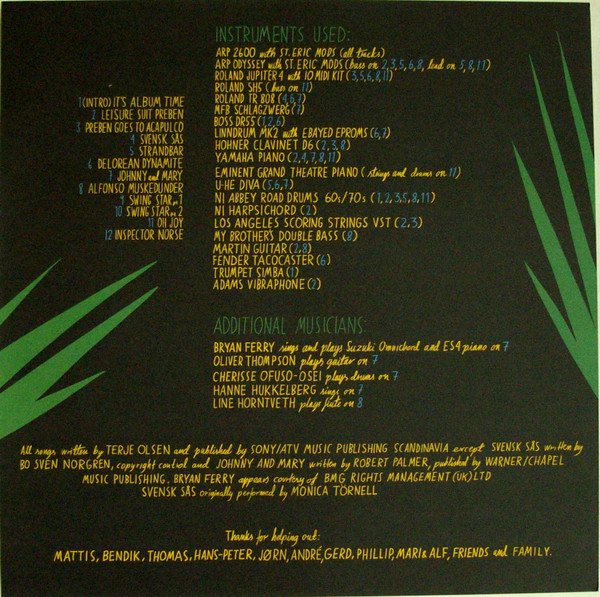 1 (INTRO) IT'S ALBUM TIME
2 LEISURE SUIT PREBEN
3 PREBEN GOES TO ACAPULCO
4 SVENSK SÅS
5 STRANDBAR
6 DELOREAN DYNAMITE
7 JOHNNY and MARY
8 ALFONSO MUSKEDUNDER
9 SWING STAR pt 1
10 SWING STAR pt 2
11 OH JOY
12 INSPECTOR NORSE
INSTRUMENTS USED:
ARP 2600 with ST. ERIC MODS (all tracks)
ARP ODYSSEY with ST. ERIC MODS (bass on 2,3,5,6,8, lead on 5,8,11)
ROLAND JUPITER 4 with IO MIDI KIT (3,5,6,8,11)
ROLAND SH5 (bass on 11)
ROLAND TR 808 (4,6,7)
MFB SCHLAGZWERG (7)
BOSS DR55 (1,2,6)
LINNDRUM MK2 with EBAYED EPROMS (6,7)
HOHNER CLAVINET D6 (2,3,8)
YAMAHA PIANO (2,4,7,8,11)
EMINENT GRAND THEATRE PIANO (strings and drums on 11)
U-HE DIVA (5,6,7)
NI ABBEY ROAD DRUMS 60s/70s (1,2,3,5,8,11)
NI HARPSICHORD (2)
LOS ANGELES SCORING STRINGS VST (2,3)
MY BROTHER'S DOUBLE BASS (8)
MARTIN GUITAR (2,8)
FENDER TACOCASTER (6)
TRUMPET SIMBA (1)
ADAMS VIBRAPHONE (2)
ADDITIONAL MUSICIANS:
BRYAN FERRY sings and plays Suzuki Omnichord and ES4 piano on 7
OLIVER THOMPSON plays guitar on 7
CHERISSE OFUSO-OSEI plays drums on 7
HANNE HUKKELBERG sings on 7
LINE HORNTVETH plays flute on 8
All songs written by TERJE OLSEN and published by SONY/ATV MUSIC PUBLISHING SCANDINAVIA except SVENSK SÅS written by
BO SVEN NORGREN, copyright control and JOHNNY AND MARY written by ROBERT PALMER, published by WARNER/CHAPEL
MUSIC PUBLISHING. BRYAN FERRY appears courtesy of BMG RIGHTS MANAGEMENT (UK) LTD
SVENSK SÅS originally performed by MONICA TÖRNELL
Thanks for helping out:
MATTIS, BENDIK, THOMAS, HANS-PETER, JØRN, ANDRÉ, GERD, PHILLIP, MARI & ALF, FRIENDS and FAMILY.